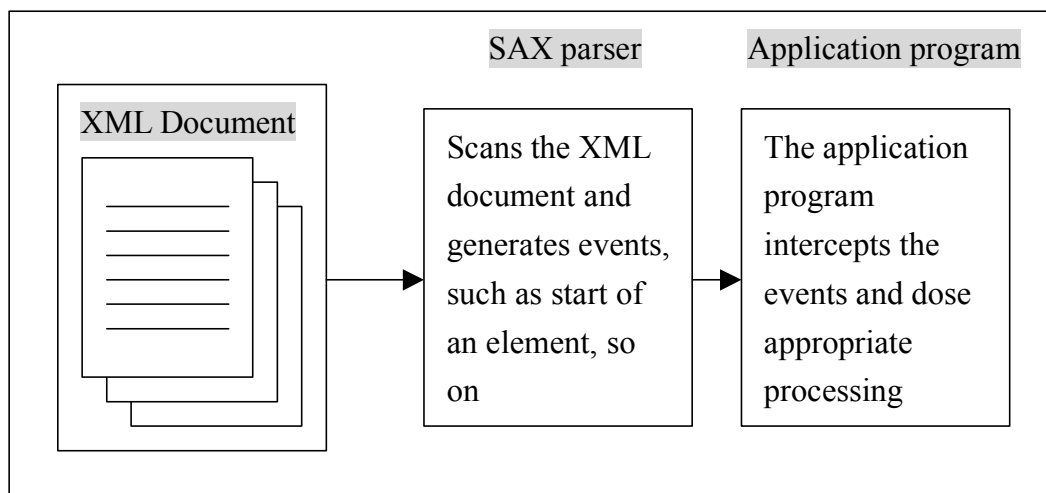 XML Document
SAX parser
Scans the XML
document and
generates events,
such as start of
an element, so
on
Application program
The application
program
intercepts the
events and dose
appropriate
processing